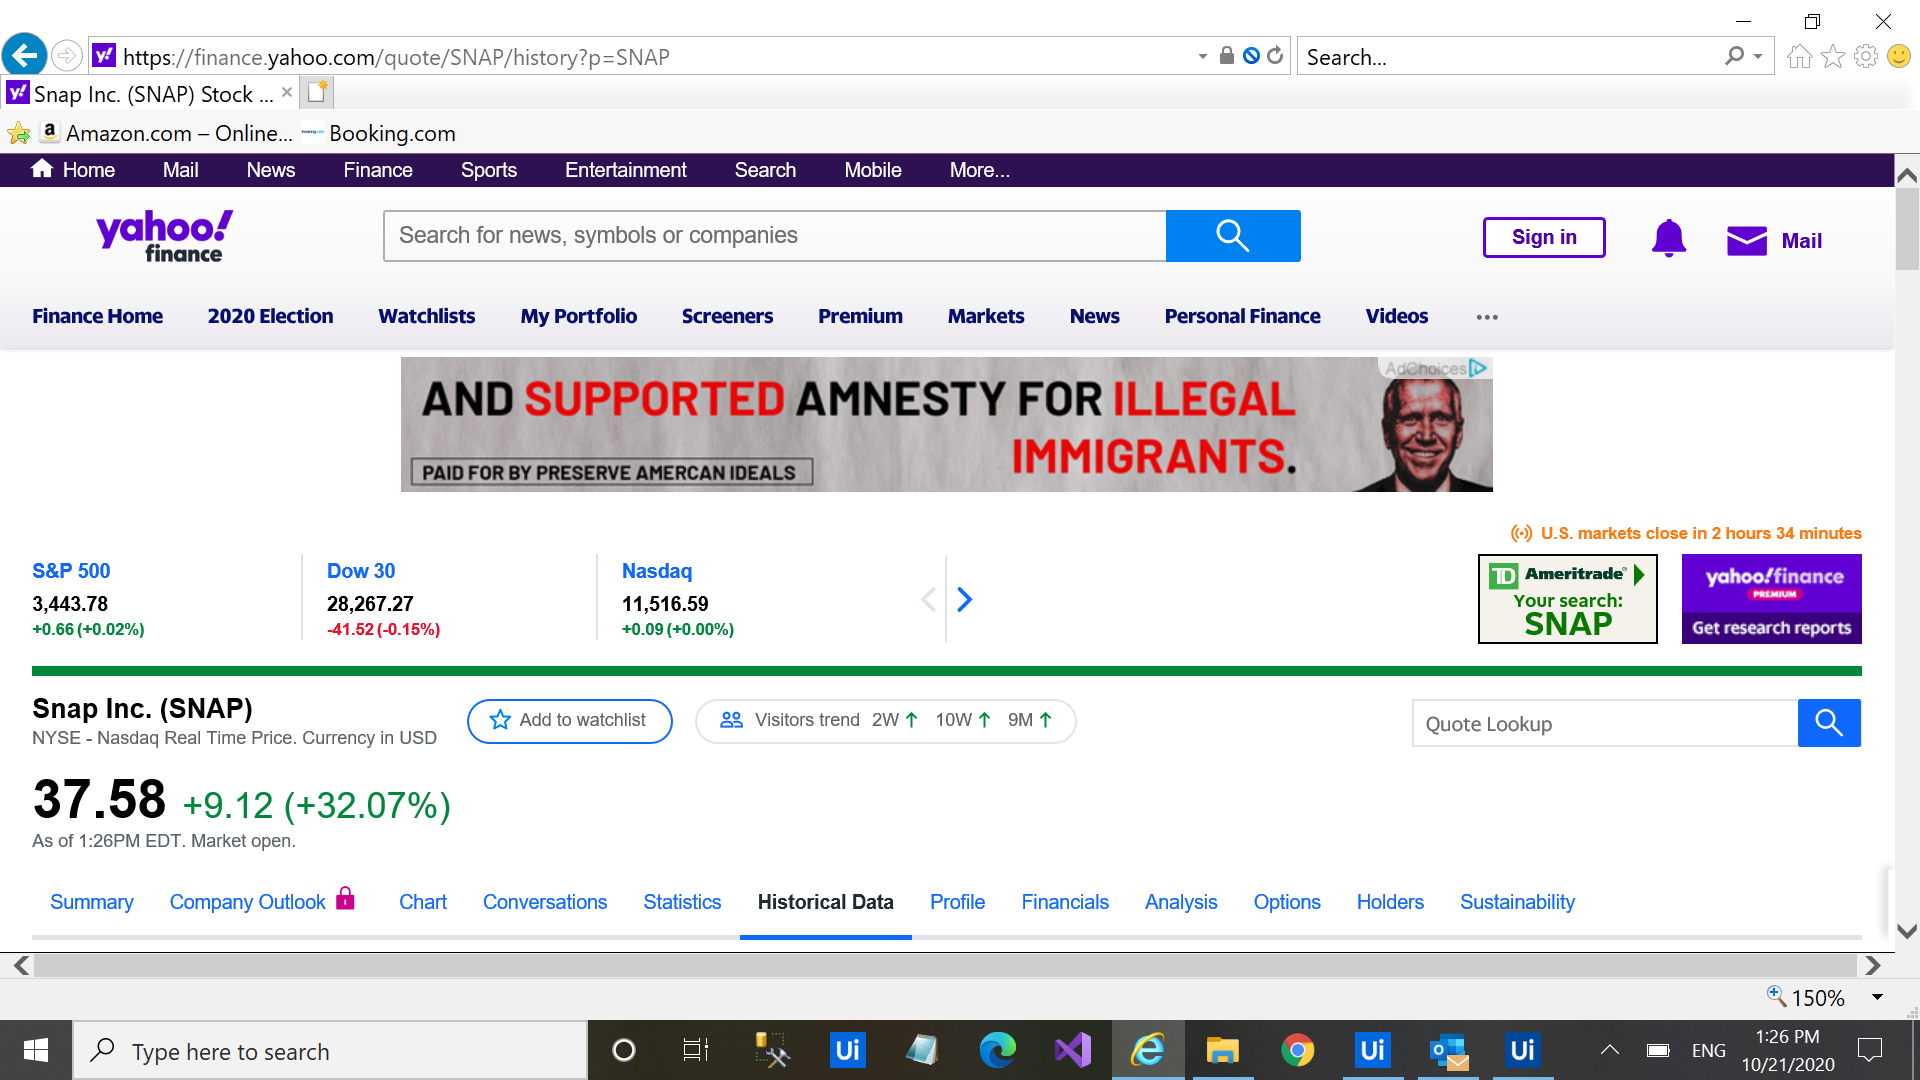 https://finance.yahoo.com/quote/SNAP/history?p=SNAP
Search...
Snap Inc. (SNAP) Stock ...
Amazon.com – Online...
Booking.com
Home
Mail
News
Finance
Sports
Entertainment
Search
Mobile
More...
yahoo!
finance
Search for news, symbols or companies
Sign in
Mail
Finance Home
2020 Election
Watchlists
My Portfolio
Screeners
Premium
Markets
News
Personal Finance
Videos
AdChoices
AND SUPPORTED AMNESTY FOR ILLEGAL
IMMIGRANTS.
PAID FOR BY PRESERVE AMERCAN IDEALS
U.S. markets close in 2 hours 34 minutes
S&P 500
3,443.78
+0.66 (+0.02%)
Dow 30
28,267.27
-41.52 (-0.15%)
Nasdaq
11,516.59
+0.09 (+0.00%)
TD Ameritrade
Your search:
SNAP
yahoo!finance
PREMIUM
Get research reports
Snap Inc. (SNAP)
NYSE - Nasdaq Real Time Price. Currency in USD
Add to watchlist
Visitors trend 2W 10W 9M
Quote Lookup
37.58 +9.12 (+32.07%)
As of 1:26PM EDT. Market open.
Summary
Company Outlook
Chart
Conversations
Statistics
Historical Data
Profile
Financials
Analysis
Options
Holders
Sustainability
150%
Type here to search
Ui
Ui
Ui
ENG
1:26 PM
10/21/2020